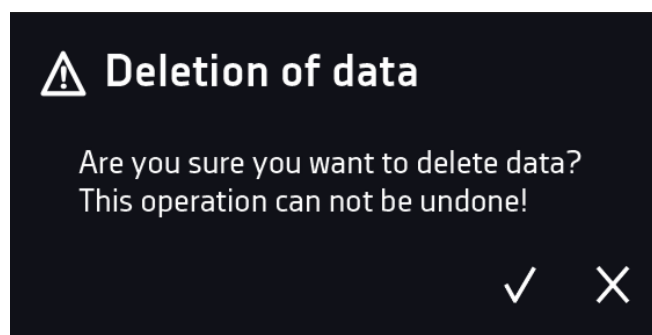 Deletion of data
Are you sure you want to delete data?
This operation can not be undone!